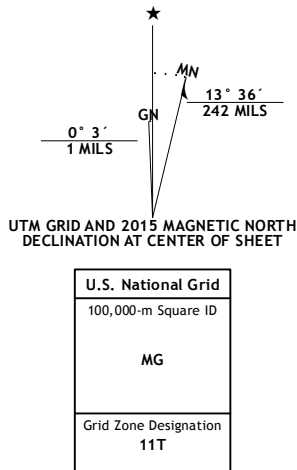 ★
MN
GN
13° 36´
242 MILS
0° 3´
1 MILS
UTM GRID AND 2015 MAGNETIC NORTH
DECLINATION AT CENTER OF SHEET
U.S. National Grid
100,000-m Square ID
MG
Grid Zone Designation
11T